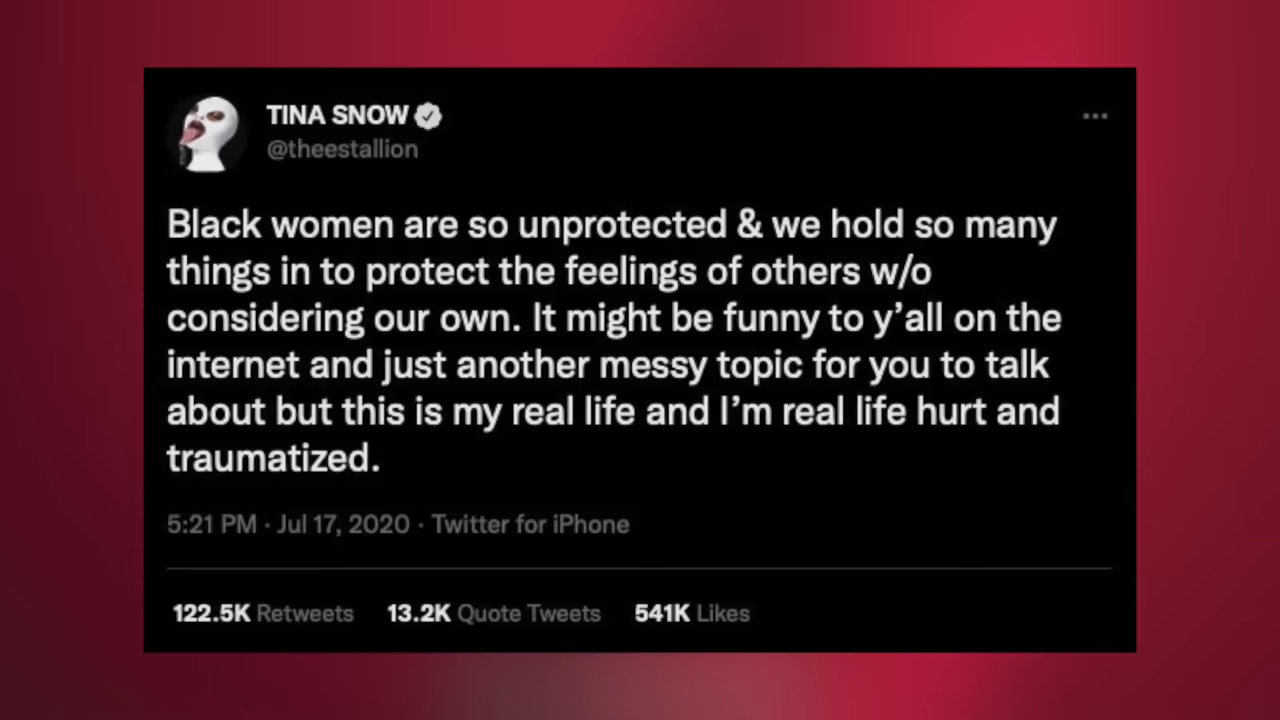 TINA SNOW
@theestallion
Black women are so unprotected & we hold so many
things in to protect the feelings of others w/o
considering our own. It might be funny to y’all on the
internet and just another messy topic for you to talk
about but this is my real life and I’m real life hurt and
traumatized.
5:21 PM · Jul 17, 2020 · Twitter for iPhone
122.5K Retweets 13.2K Quote Tweets 541K Likes